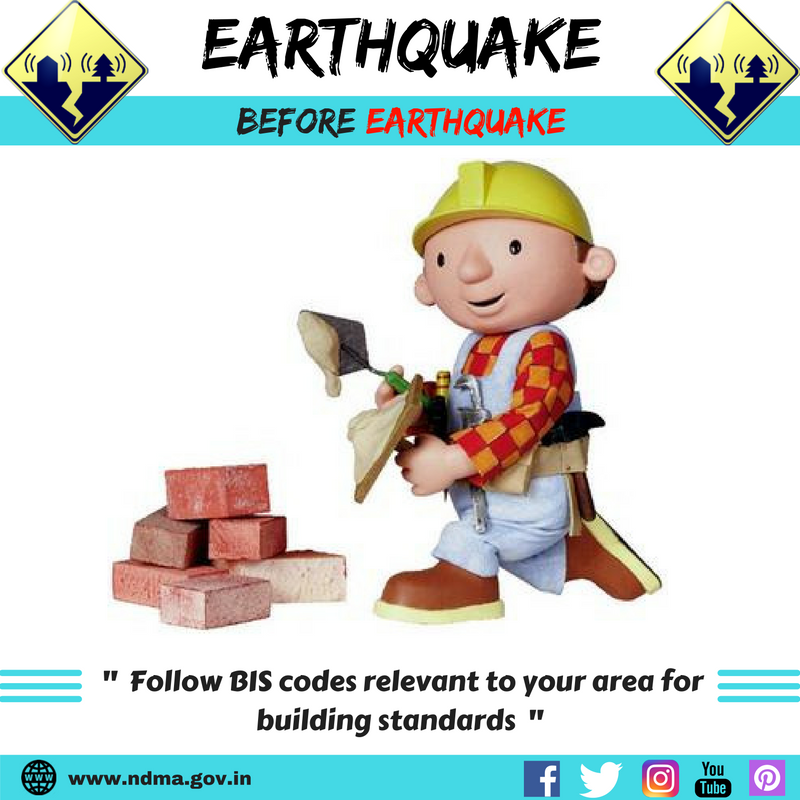 EARTHQUAKE
BEFORE EARTHQUAKE
" Follow BIS codes relevant to your area for
building standards "
WWW www.ndma.gov.in
You
Tube